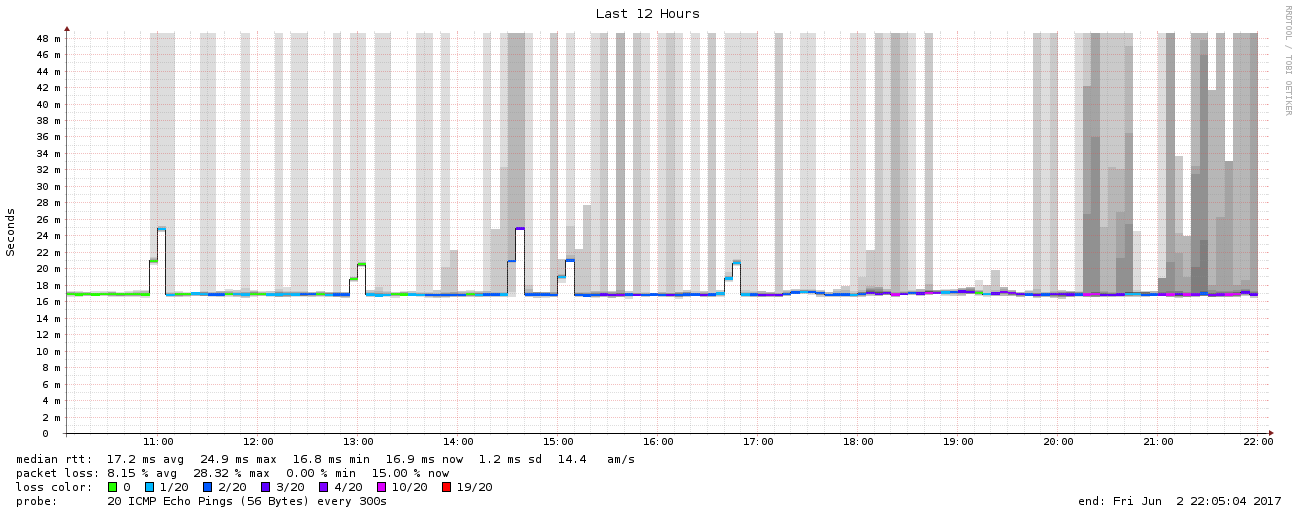 Last 12 Hours
RRDTOOL / TOBI OETIKER
Seconds
48 m
46 m
44 m
42 m
40 m
38 m
36 m
34 m
32 m
30 m
28 m
26 m
24 m
22 m
20 m
18 m
16 m
14 m
12 m
10 m
8 m
6 m
4 m
2 m
0
11:00 12:00 13:00 14:00 15:00 16:00 17:00 18:00 19:00 20:00 21:00 22:00
median rtt: 17.2 ms avg 24.9 ms max 16.8 ms min 16.9 ms now 1.2 ms sd 14.4 am/s
packet loss: 8.15 % avg 28.32 % max 0.00 % min 15.00 % now
loss color: 0 1/20 2/20 3/20 4/20 10/20 19/20
probe: 20 ICMP Echo Pings (56 Bytes) every 300s end: Fri Jun 2 22:05:04 2017